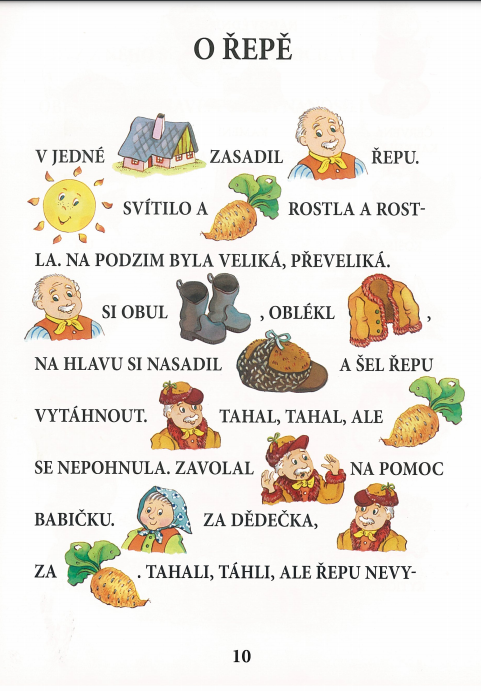 O ŘEPĚ
V JEDNÉ ZASADIL ŘEPU.
SVÍTILO A ROSTLA A ROST-
LA. NA PODZIM BYLA VELIKÁ, PŘEVELIKÁ.
SI OBUL , OBLÉKL ,
NA HLAVU SI NASADIL A ŠEL ŘEPU
VYTÁHNOUT. TAHAL, TAHAL, ALE
SE NEPOHNULA. ZAVOLAL NA POMOC
BABIČKU. ZA DĚDEČKA,
ZA . TAHALI, TÁHLI, ALE ŘEPU NEVY-
10